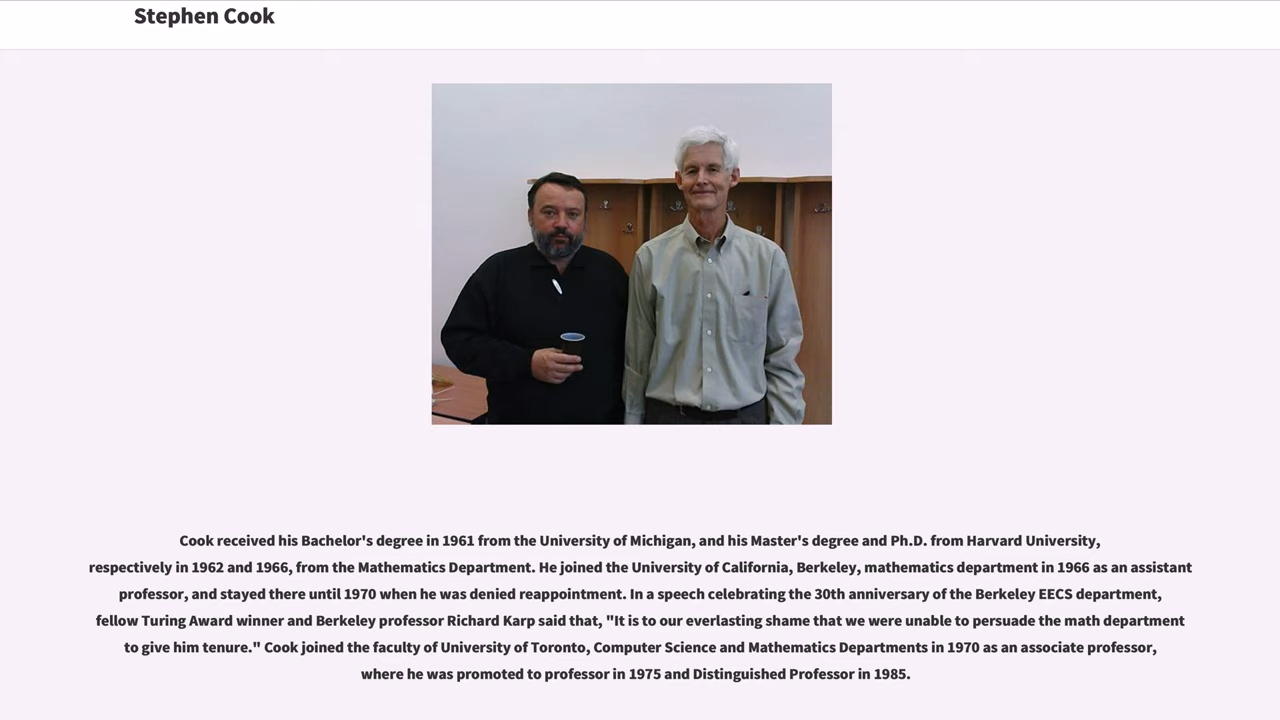 Stephen Cook
Cook received his Bachelor's degree in 1961 from the University of Michigan, and his Master's degree and Ph.D. from Harvard University,
respectively in 1962 and 1966, from the Mathematics Department. He joined the University of California, Berkeley, mathematics department in 1966 as an assistant
professor, and stayed there until 1970 when he was denied reappointment. In a speech celebrating the 30th anniversary of the Berkeley EECS department,
fellow Turing Award winner and Berkeley professor Richard Karp said that, "It is to our everlasting shame that we were unable to persuade the math department
to give him tenure." Cook joined the faculty of University of Toronto, Computer Science and Mathematics Departments in 1970 as an associate professor,
where he was promoted to professor in 1975 and Distinguished Professor in 1985.